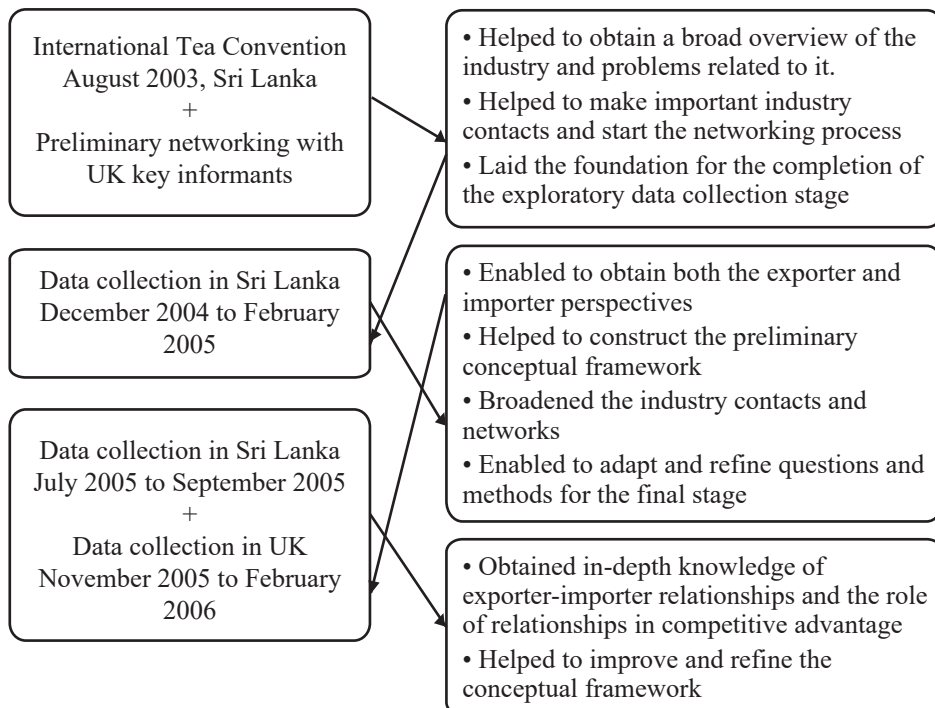 International Tea Convention
August 2003, Sri Lanka
+
Preliminary networking with
UK key informants
• Helped to obtain a broad overview of the
industry and problems related to it.
• Helped to make important industry
contacts and start the networking process
• Laid the foundation for the completion of
the exploratory data collection stage
Data collection in Sri Lanka
December 2004 to February
2005
• Enabled to obtain both the exporter and
importer perspectives
• Helped to construct the preliminary
conceptual framework
• Broadened the industry contacts and
networks
• Enabled to adapt and refine questions and
methods for the final stage
Data collection in Sri Lanka
July 2005 to September 2005
+
Data collection in UK
November 2005 to February
2006
• Obtained in-depth knowledge of
exporter-importer relationships and the role
of relationships in competitive advantage
• Helped to improve and refine the
conceptual framework